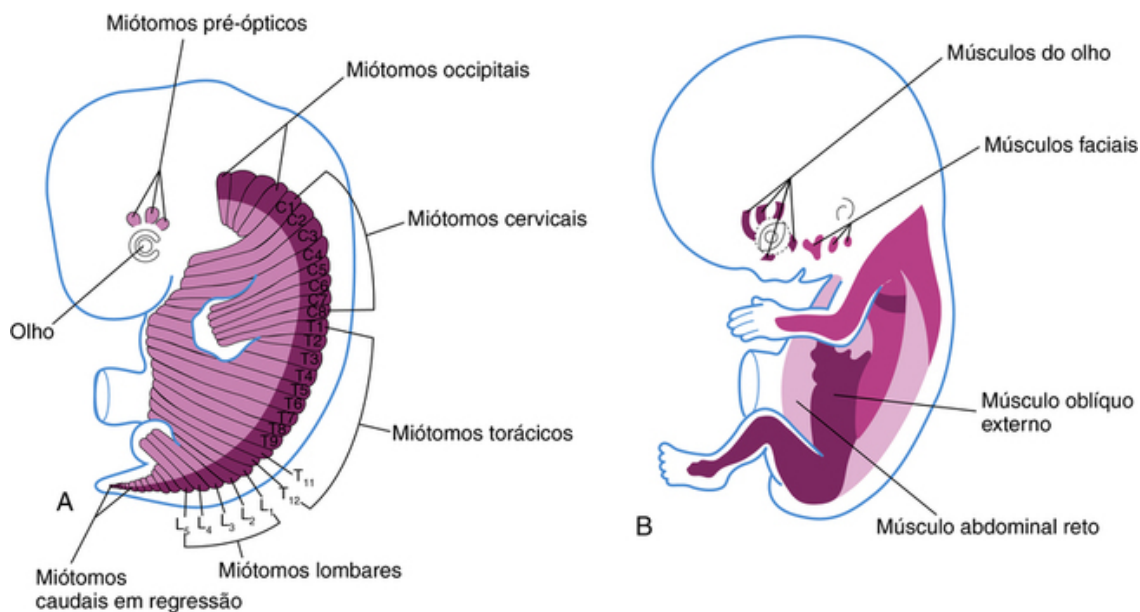 Miótomos pré-ópticos
Miótomos occipitais
C1
C2
C3
C4
C5
C6
C7
C8
T1
T2
T3
T4
T5
T6
T7
T8
T9
T11
T12
L1
L2
L3
L4
L5
Miótomos cervicais
Olho
Miótomos torácicos
A
Miótomos lombares
Miótomos
caudais em regressão
Músculos do olho
Músculos faciais
Músculo oblíquo
externo
Músculo abdominal reto
B